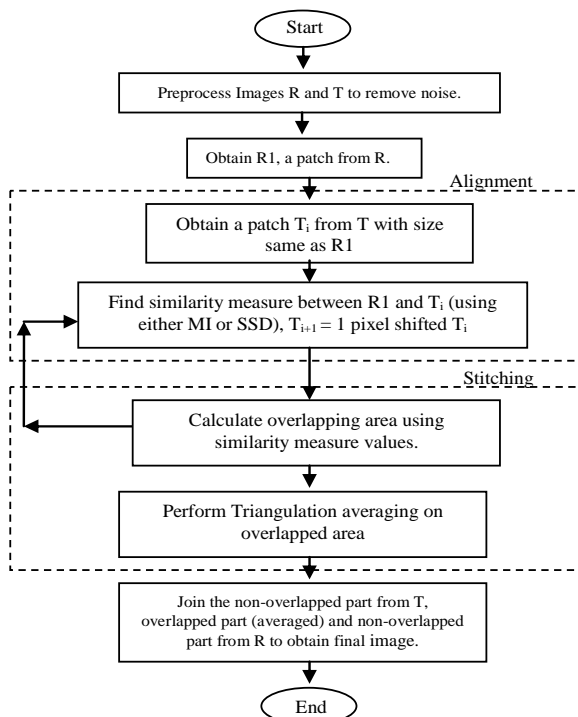 Start
Preprocess Images R and T to remove noise.
Obtain R1, a patch from R.
Alignment
Obtain a patch Tᵢ from T with size
same as R1
Find similarity measure between R1 and Tᵢ (using
either MI or SSD), Tᵢ₊₁ = 1 pixel shifted Tᵢ
Stitching
Calculate overlapping area using
similarity measure values.
Perform Triangulation averaging on
overlapped area
Join the non-overlapped part from T,
overlapped part (averaged) and non-overlapped
part from R to obtain final image.
End